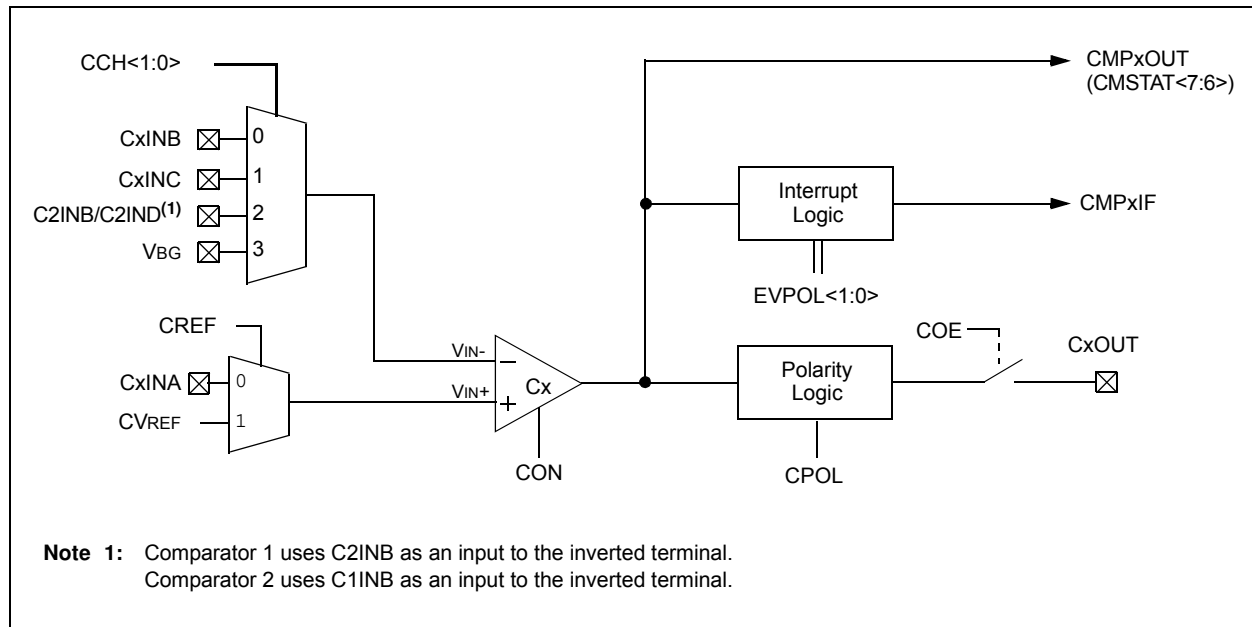 CCH<1:0>
CxINB
0
CxINC
1
C2INB/C2IND(1)
2
VBG
3
CREF
CxINA
0
CVREF
1
VIN-
VIN+
−
+
Cx
CON
CMPxOUT
(CMSTAT<7:6>)
Interrupt
Logic
CMPxIF
EVPOL<1:0>
COE
CxOUT
Polarity
Logic
CPOL
Note 1: Comparator 1 uses C2INB as an input to the inverted terminal.
Comparator 2 uses C1INB as an input to the inverted terminal.